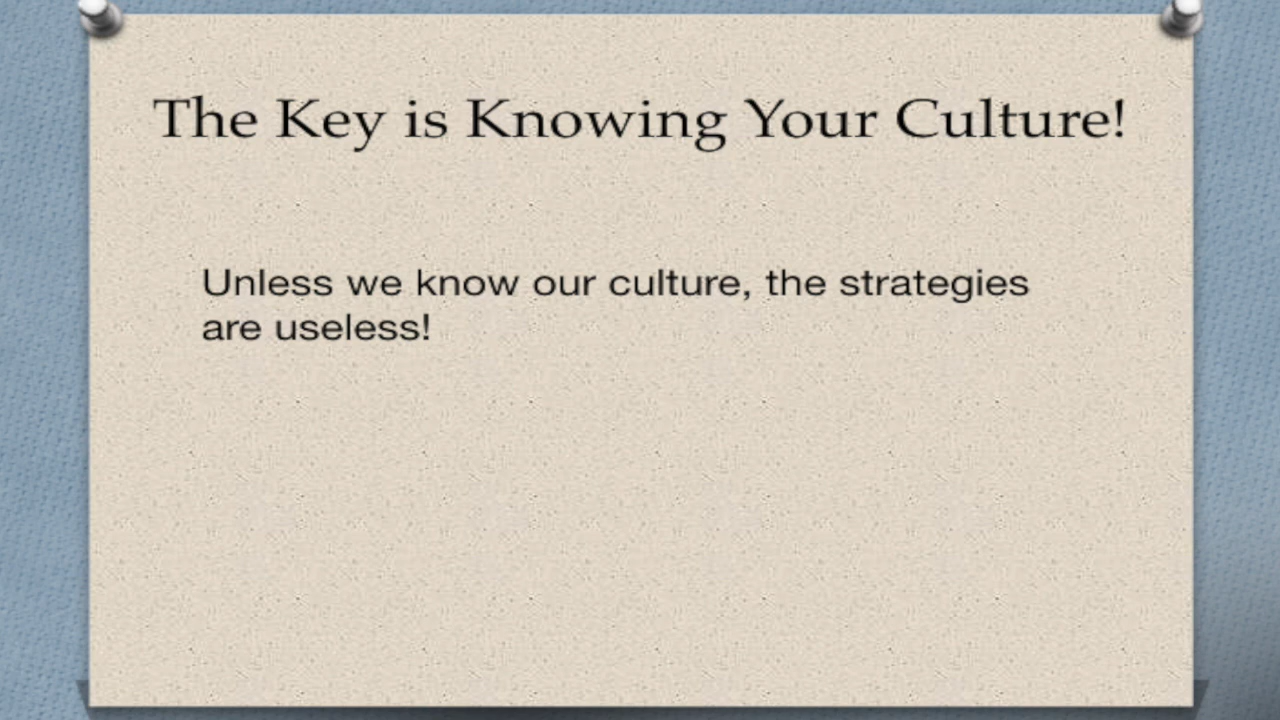 The Key is Knowing Your Culture!
Unless we know our culture, the strategies
are useless!